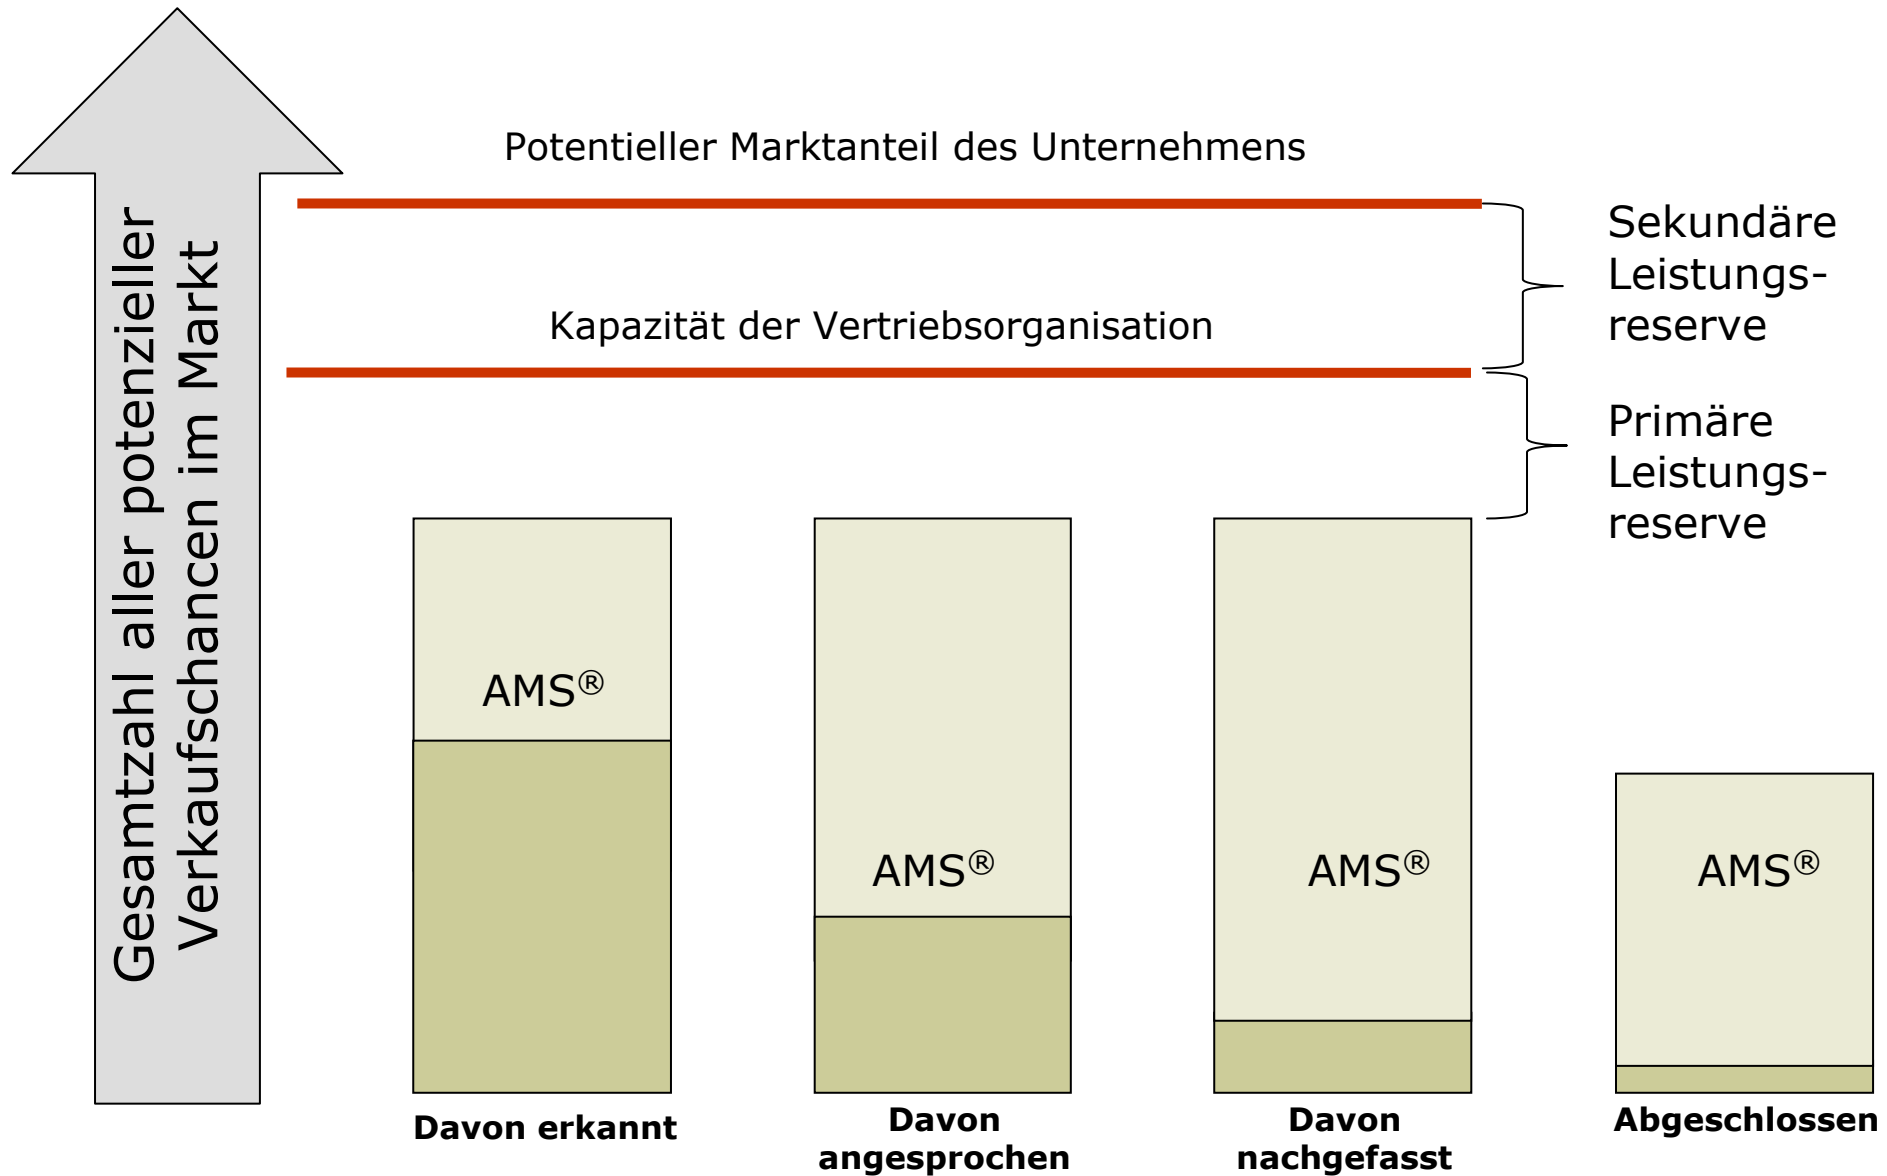 Gesamtzahl aller potenzieller
Verkaufschancen im Markt
Potentieller Marktanteil des Unternehmens
Sekundäre
Leistungs-
reserve
Kapazität der Vertriebsorganisation
Primäre
Leistungs-
reserve
AMS®
AMS®
AMS®
AMS®
Davon erkannt
Davon
angesprochen
Davon
nachgefasst
Abgeschlossen